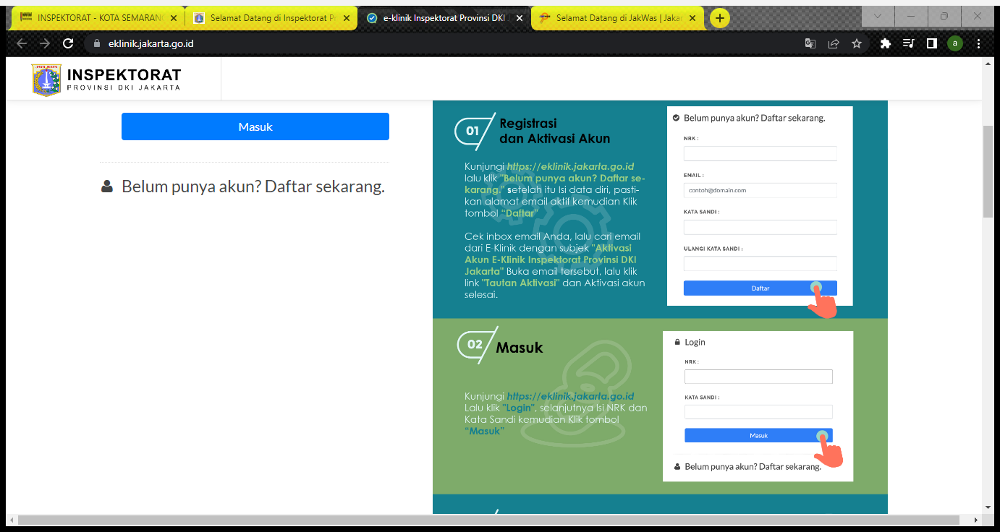 INSPEKTORAT - KOTA SEMARANG
Selamat Datang di Inspektorat Pr
e-klinik Inspektorat Provinsi DKI
Selamat Datang di JakWas | Jakar
eklinik.jakarta.go.id
a
INSPEKTORAT
PROVINSI DKI JAKARTA
Masuk
Belum punya akun? Daftar sekarang.
01
Registrasi
dan Aktivasi Akun
Kunjungi https://eklinik.jakarta.go.id
lalu klik "Belum punya akun? Daftar se-
karang." setelah itu Isi data diri, pasti-
kan alamat email aktif kemudian Klik
tombol "Daftar"
Cek inbox email Anda, lalu cari email
dari E-Klinik dengan subjek "Aktivasi
Akun E-Klinik Inspektorat Provinsi DKI
Jakarta" Buka email tersebut, lalu klik
link "Tautan Aktivasi" dan Aktivasi akun
selesai.
Belum punya akun? Daftar sekarang.
NRK :
EMAIL :
contoh@domain.com
KATA SANDI :
ULANGI KATA SANDI :
Daftar
02
Masuk
Kunjungi https://eklinik.jakarta.go.id
Lalu klik "Login", selanjutnya Isi NRK dan
Kata Sandi kemudian Klik tombol
"Masuk"
Login
NRK :
KATA SANDI :
Masuk
Belum punya akun? Daftar sekarang.